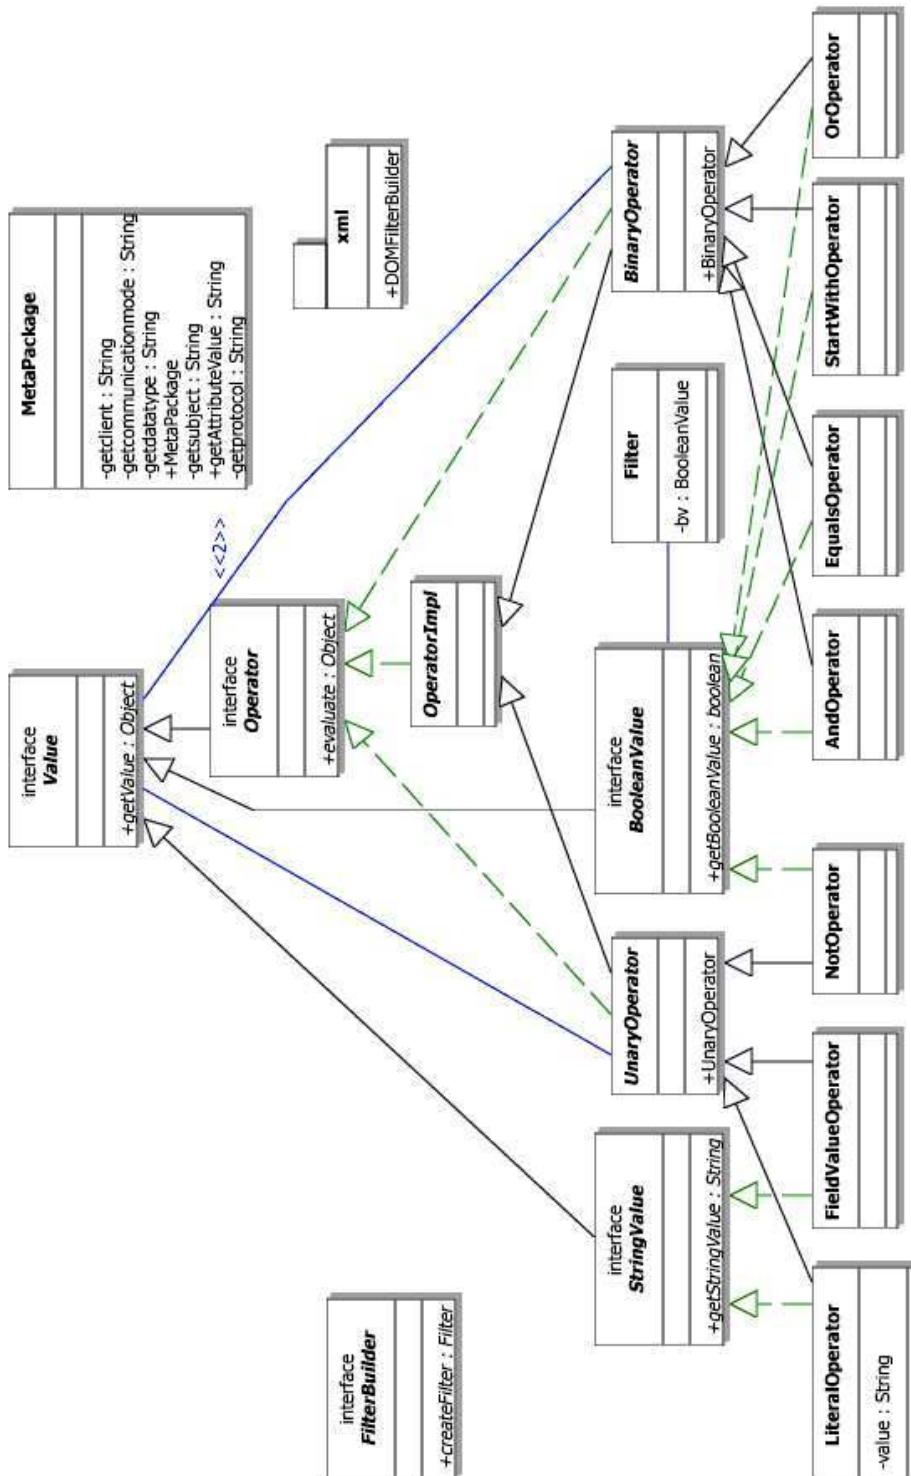 interface
FilterBuilder
+createFilter : Filter
interface
Value
+getValue : Object
MetaPackage
-getclient : String
-getcommunicationmode : String
-getdatatype : String
+MetaPackage
-getsubject : String
+getAttributeValue : String
-getprotocol : String
<<2>>
interface
Operator
+evaluate : Object
xml
+DOMFilterBuilder
OperatorImpl
interface
StringValue
+getStringValue : String
UnaryOperator
+UnaryOperator
interface
BooleanValue
+getBooleanValue : boolean
Filter
-bv : BooleanValue
BinaryOperator
+BinaryOperator
LiteralOperator
-value : String
FieldValueOperator
NotOperator
AndOperator
EqualsOperator
StartWithOperator
OrOperator